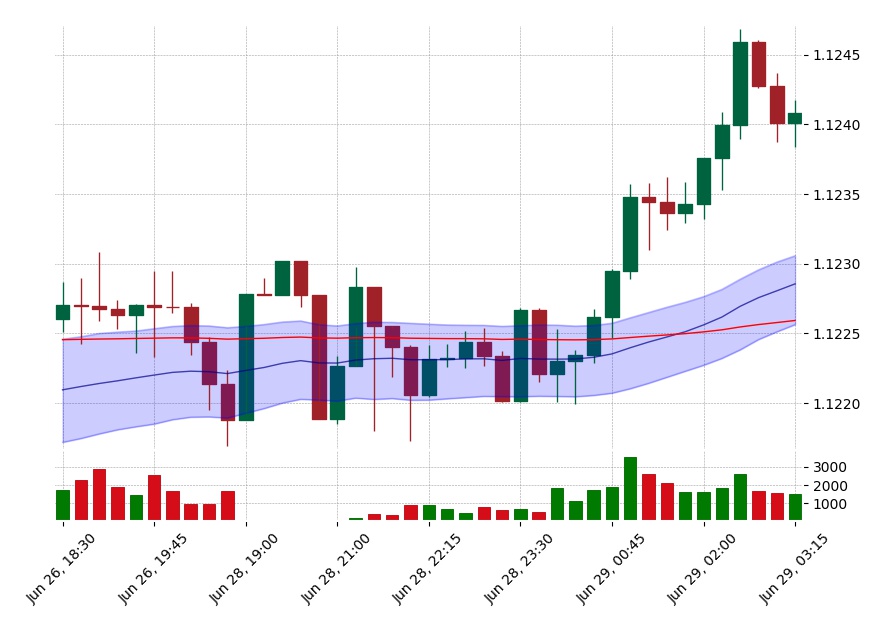 1.1245
1.1240
1.1235
1.1230
1.1225
1.1220
3000
2000
1000
Jun 26, 18:30
Jun 26, 19:45
Jun 28, 19:00
Jun 28, 21:00
Jun 28, 22:15
Jun 28, 23:30
Jun 29, 00:45
Jun 29, 02:00
Jun 29, 03:15